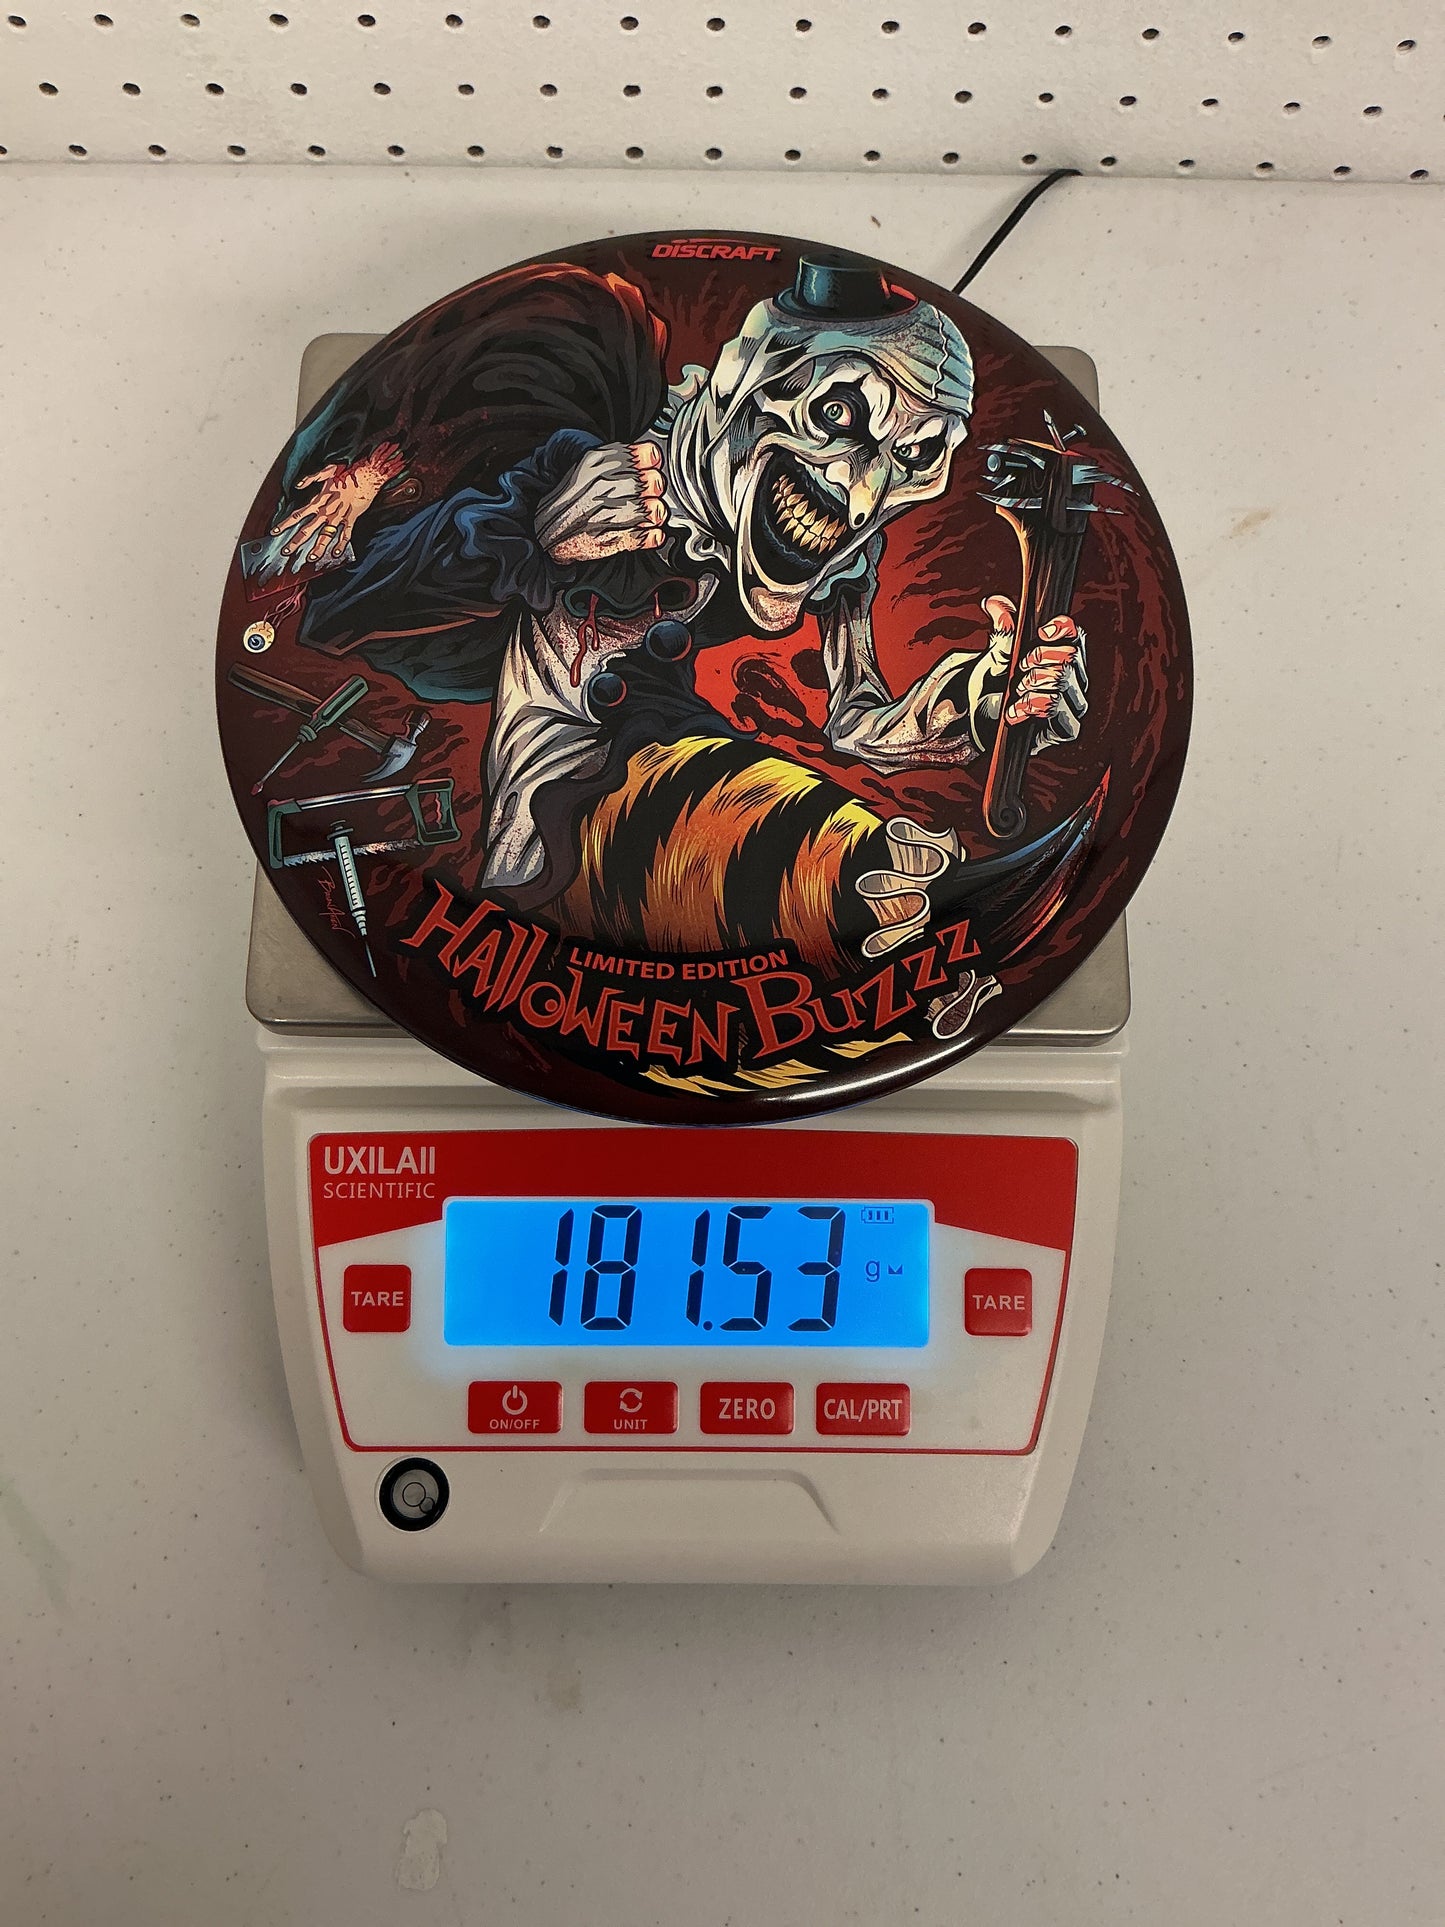 DISCRAFT
LIMITED EDITION
HALLOWEEN BUZZZ
UXILAII
SCIENTIFIC
181.53
g
TARE
TARE
ON/OFF
UNIT
ZERO
CAL/PRT